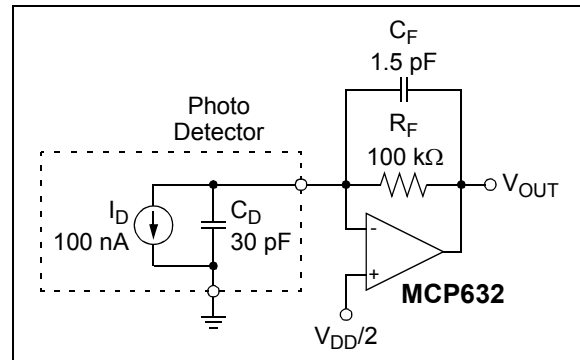 C_F
1.5 pF
Photo
Detector
R_F
100 kΩ
V_OUT
I_D
100 nA
C_D
30 pF
-
+
MCP632
V_DD/2